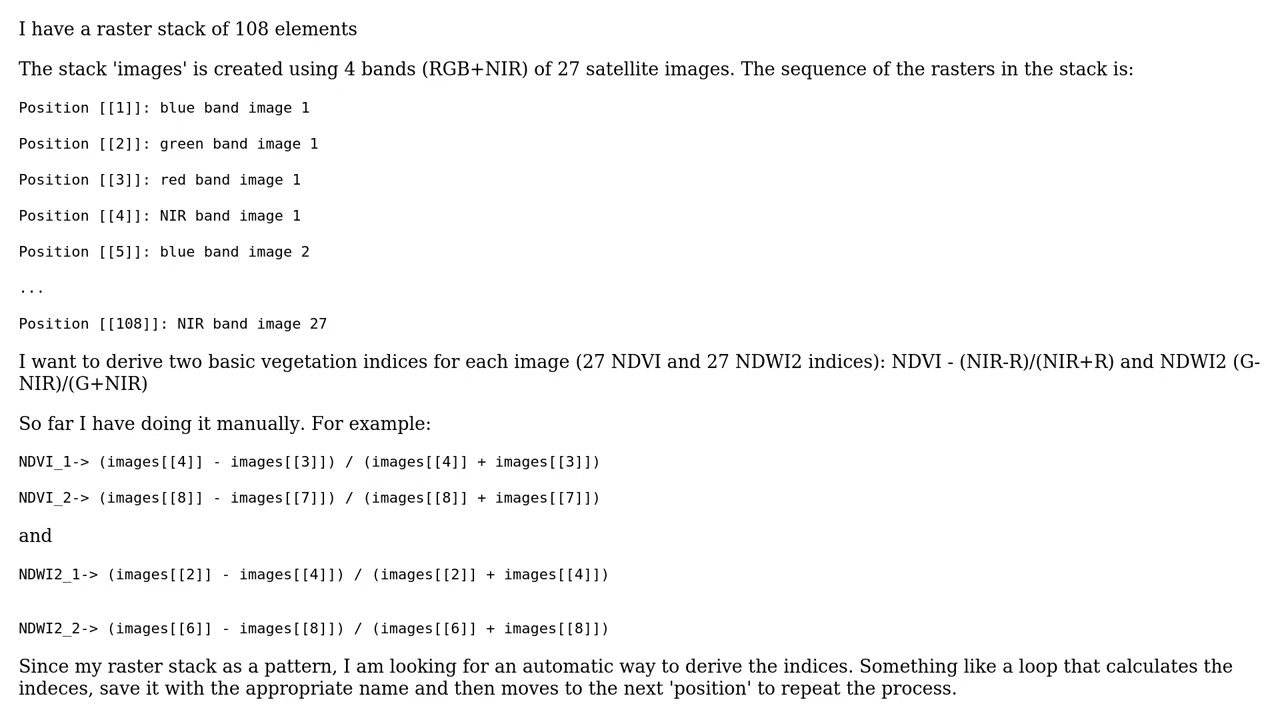 I have a raster stack of 108 elements
The stack 'images' is created using 4 bands (RGB+NIR) of 27 satellite images. The sequence of the rasters in the stack is:
Position [[1]]: blue band image 1
Position [[2]]: green band image 1
Position [[3]]: red band image 1
Position [[4]]: NIR band image 1
Position [[5]]: blue band image 2
...
Position [[108]]: NIR band image 27
I want to derive two basic vegetation indices for each image (27 NDVI and 27 NDWI2 indices): NDVI - (NIR-R)/(NIR+R) and NDWI2 (G-
NIR)/(G+NIR)
So far I have doing it manually. For example:
NDVI_1-> (images[[4]] - images[[3]]) / (images[[4]] + images[[3]])
NDVI_2-> (images[[8]] - images[[7]]) / (images[[8]] + images[[7]])
and
NDWI2_1-> (images[[2]] - images[[4]]) / (images[[2]] + images[[4]])
NDWI2_2-> (images[[6]] - images[[8]]) / (images[[6]] + images[[8]])
Since my raster stack as a pattern, I am looking for an automatic way to derive the indices. Something like a loop that calculates the
indeces, save it with the appropriate name and then moves to the next 'position' to repeat the process.